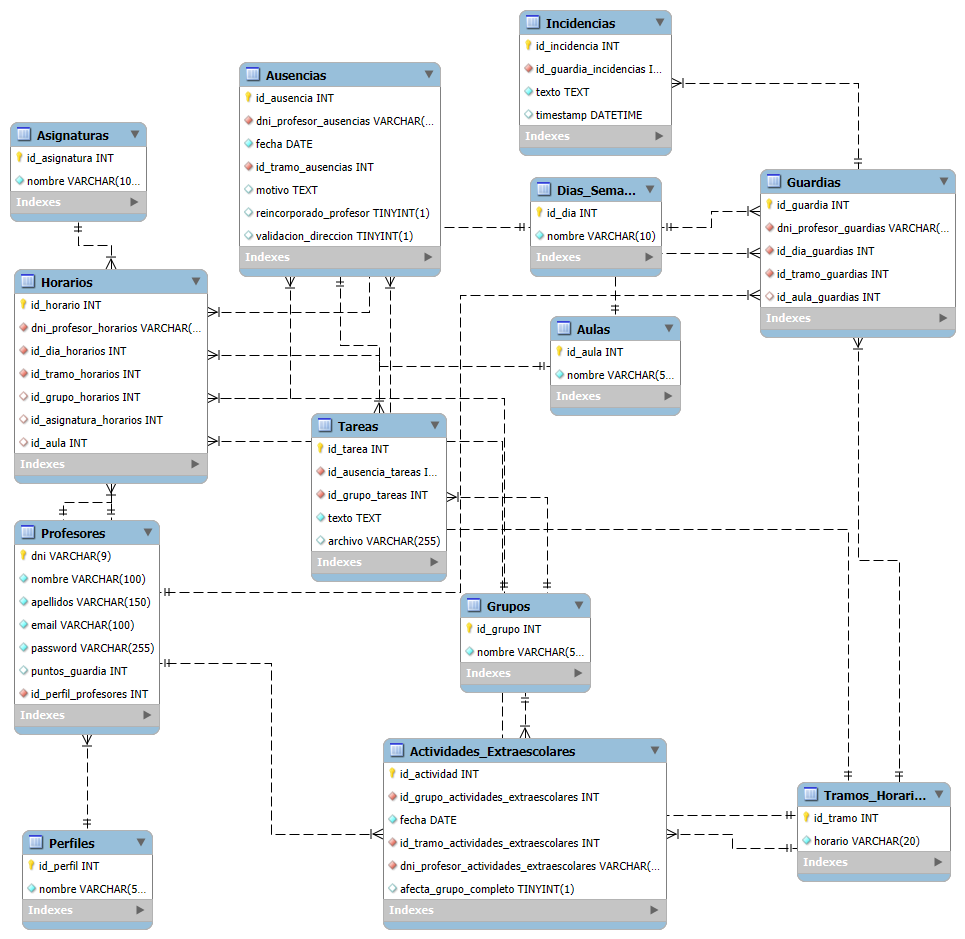 Incidencias
id_incidencia INT
id_guardia_incidencias I...
texto TEXT
timestamp DATETIME
Indexes
Ausencias
id_ausencia INT
dni_profesor_ausencias VARCHAR(...
fecha DATE
id_tramo_ausencias INT
motivo TEXT
reincorporado_profesor TINYINT(1)
validacion_direccion TINYINT(1)
Indexes
Asignaturas
id_asignatura INT
nombre VARCHAR(10...
Indexes
Dias_Sema...
id_dia INT
nombre VARCHAR(10)
Indexes
Guardias
id_guardia INT
dni_profesor_guardias VARCHAR(...
id_dia_guardias INT
id_tramo_guardias INT
id_aula_guardias INT
Indexes
Horarios
id_horario INT
dni_profesor_horarios VARCHAR(...
id_dia_horarios INT
id_tramo_horarios INT
id_grupo_horarios INT
id_asignatura_horarios INT
id_aula INT
Indexes
Aulas
id_aula INT
nombre VARCHAR(5...
Indexes
Tareas
id_tarea INT
id_ausencia_tareas I...
id_grupo_tareas INT
texto TEXT
archivo VARCHAR(255)
Indexes
Profesores
dni VARCHAR(9)
nombre VARCHAR(100)
apellidos VARCHAR(150)
email VARCHAR(100)
password VARCHAR(255)
puntos_guardia INT
id_perfil_profesores INT
Indexes
Grupos
id_grupo INT
nombre VARCHAR(5...
Indexes
Actividades_Extraescolares
id_actividad INT
id_grupo_actividades_extraescolares INT
fecha DATE
id_tramo_actividades_extraescolares INT
dni_profesor_actividades_extraescolares VARCHAR(...
afecta_grupo_completo TINYINT(1)
Indexes
Tramos_Horari...
id_tramo INT
horario VARCHAR(20)
Indexes
Perfiles
id_perfil INT
nombre VARCHAR(5...
Indexes